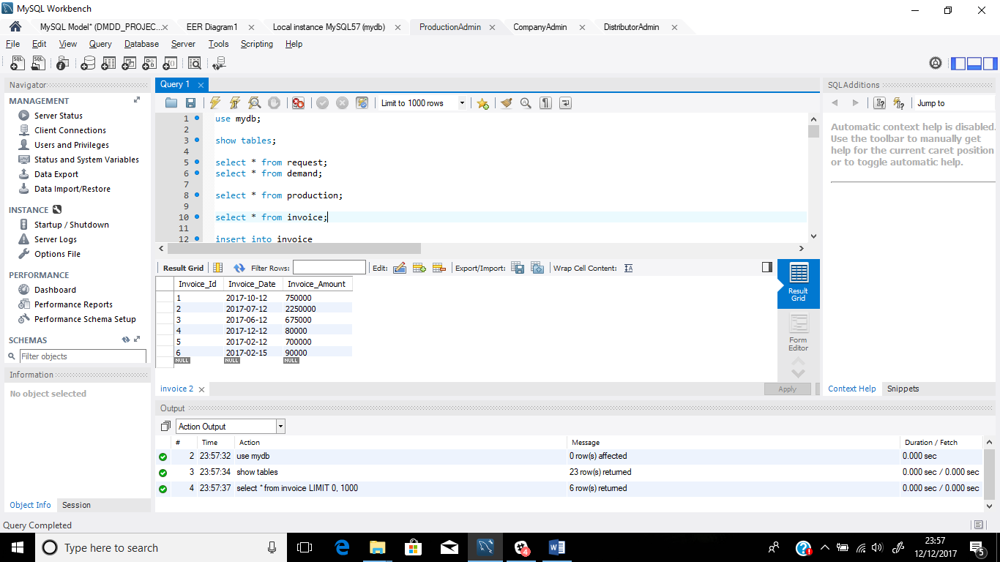 MySQL Workbench
MySQL Model* (DMDD_PROJEC... EER Diagram1 Local instance MySQL57 (mydb) ProductionAdmin CompanyAdmin DistributorAdmin
File Edit View Query Database Server Tools Scripting Help
Navigator
MANAGEMENT
Server Status
Client Connections
Users and Privileges
Status and System Variables
Data Export
Data Import/Restore
INSTANCE
Startup / Shutdown
Server Logs
Options File
PERFORMANCE
Dashboard
Performance Reports
Performance Schema Setup
SCHEMAS
Filter objects
Information
No object selected
Object Info Session
Query 1
Limit to 1000 rows
1 use mydb;
2
3 show tables;
4
5 select * from request;
6 select * from demand;
7
8 select * from production;
9
10 select * from invoice;
11
12 insert into invoice
Result Grid Filter Rows: Edit: Export/Import: Wrap Cell Content:
Invoice_Id Invoice_Date Invoice_Amount
1 2017-10-12 750000
2 2017-07-12 2250000
3 2017-06-12 675000
4 2017-12-12 80000
5 2017-02-12 700000
6 2017-02-15 90000
NULL NULL NULL
Result
Grid
Form
Editor
invoice 2
Apply
SQLAdditions
Jump to
Automatic context help is disabled.
Use the toolbar to manually get
help for the current caret position
or to toggle automatic help.
Context Help Snippets
Output
Action Output
# Time Action Message Duration / Fetch
2 23:57:32 use mydb 0 row(s) affected 0.000 sec
3 23:57:34 show tables 23 row(s) returned 0.000 sec / 0.000 sec
4 23:57:37 select * from invoice LIMIT 0, 1000 6 row(s) returned 0.000 sec / 0.000 sec
Query Completed
Type here to search
4
23:57
12/12/2017
5